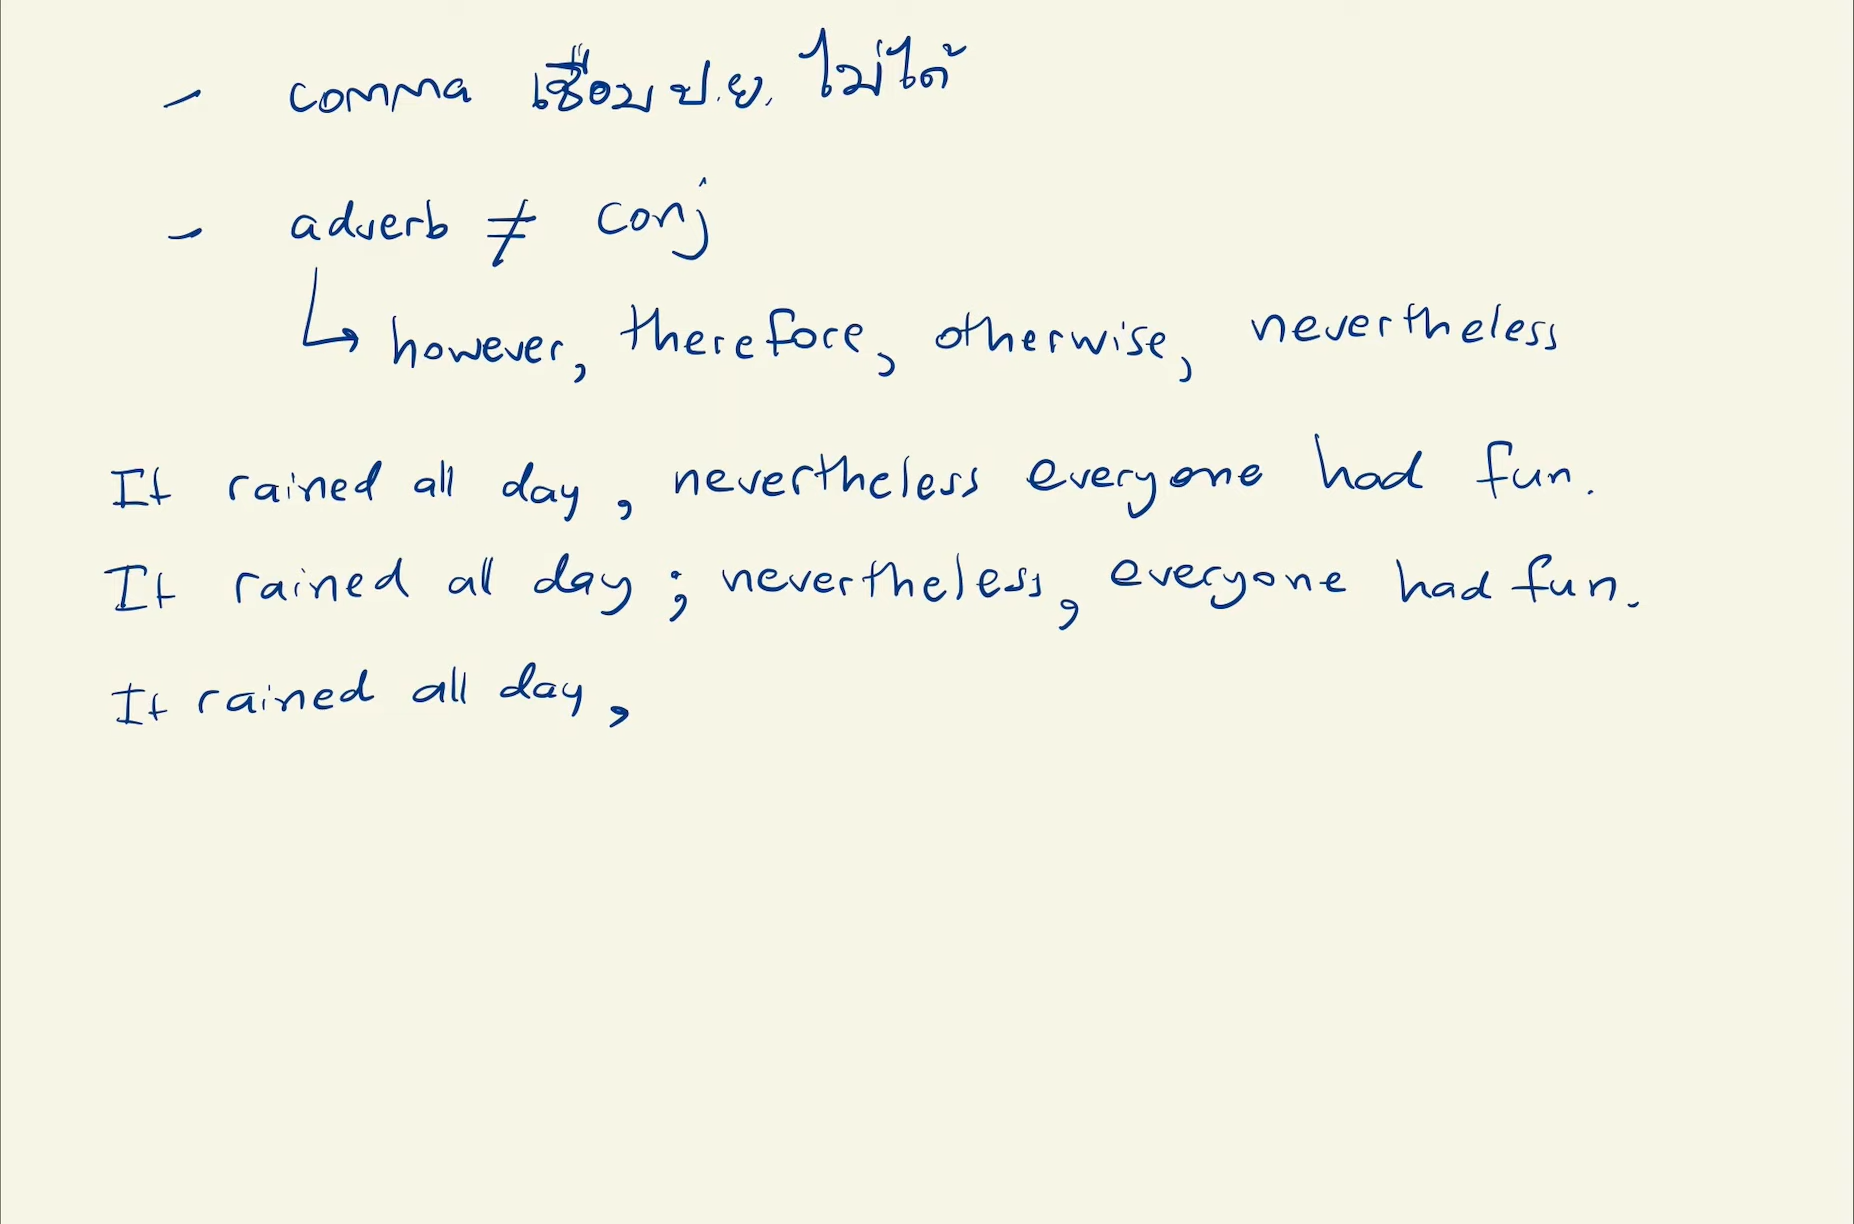 - comma เชื่อม ป.ย. ไม่ได้
- adverb ≠ conj
↳ however, therefore, otherwise, nevertheless
It rained all day, nevertheless everyone had fun.
It rained all day; nevertheless, everyone had fun.
It rained all day,